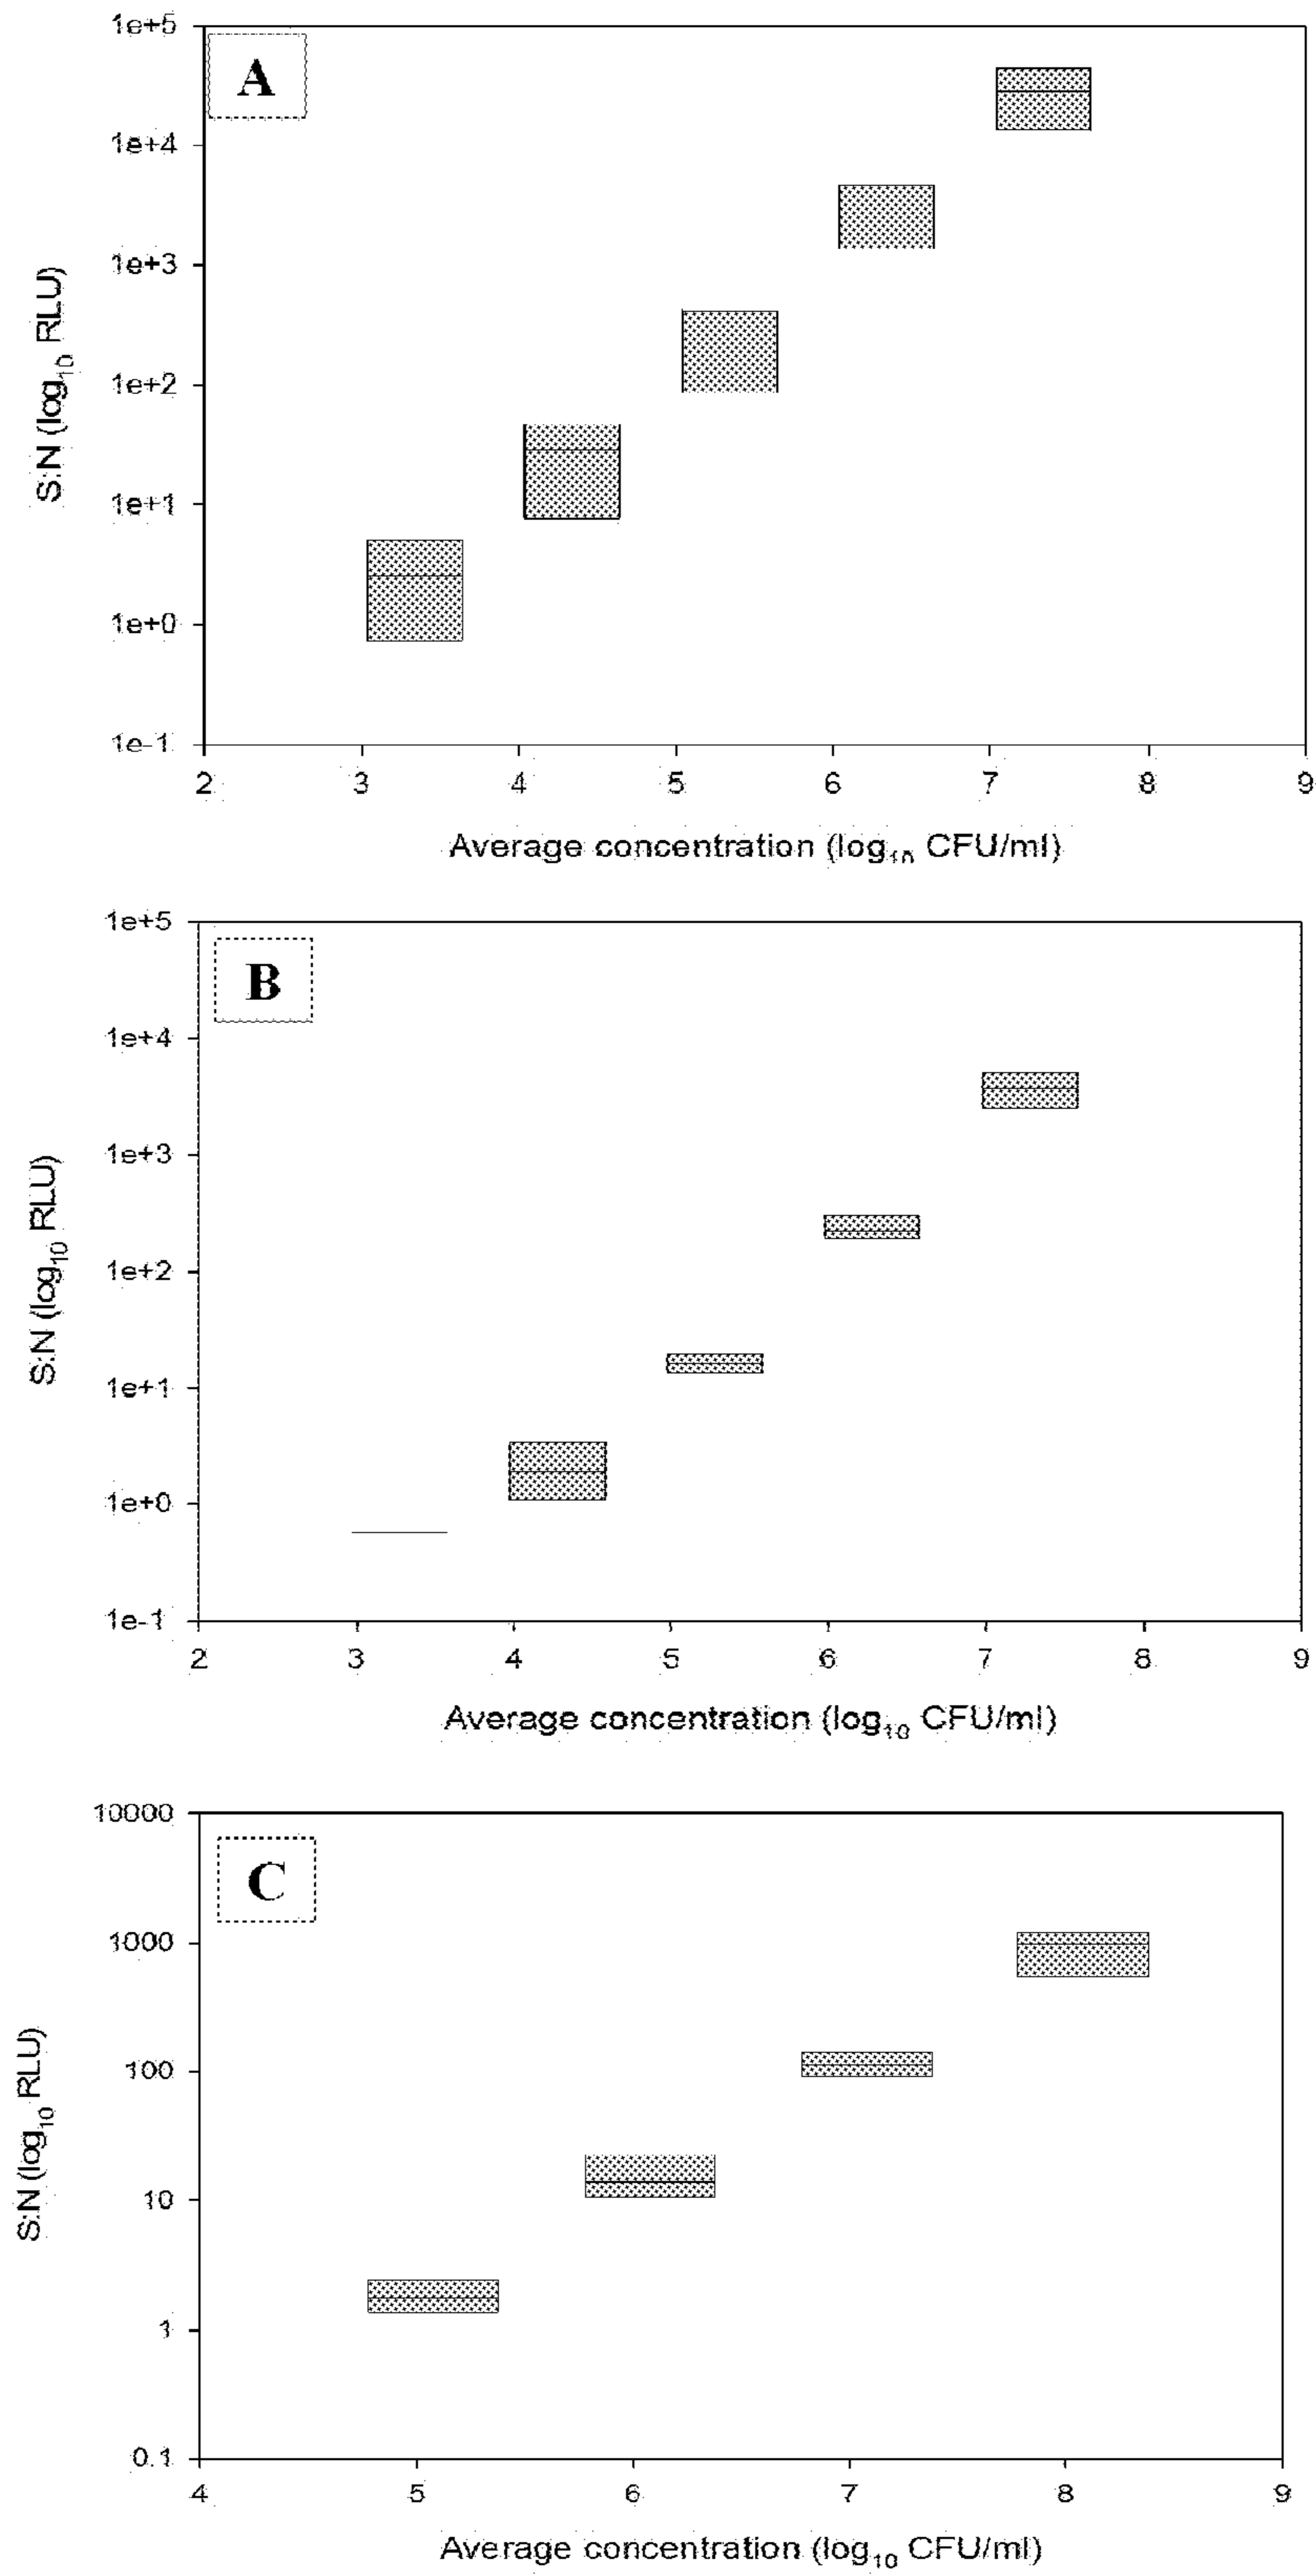 A
1e+5
1e+4
1e+3
1e+2
1e+1
1e+0
1e-1
S:N (log10 RLU)
2 3 4 5 6 7 8 9
Average concentration (log10 CFU/ml)
B
1e+5
1e+4
1e+3
1e+2
1e+1
1e+0
1e-1
S:N (log10 RLU)
2 3 4 5 6 7 8 9
Average concentration (log10 CFU/ml)
C
10000
1000
100
10
1
0.1
S:N (log10 RLU)
4 5 6 7 8 9
Average concentration (log10 CFU/ml)